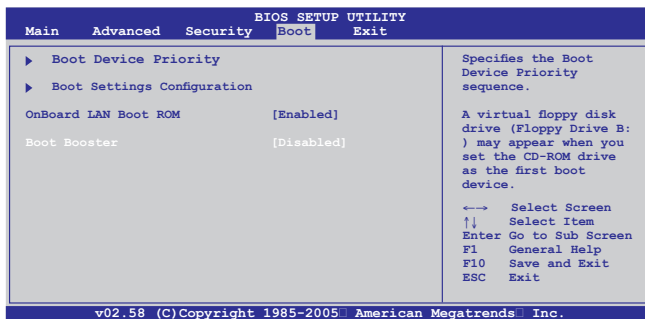 BIOS SETUP UTILITY
Main Advanced Security Boot Exit
Boot Device Priority
Boot Settings Configuration
OnBoard LAN Boot ROM [Enabled]
Boot Booster [Disabled]
Specifies the Boot
Device Priority
sequence.
A virtual floppy disk
drive (Floppy Drive B:
) may appear when you
set the CD-ROM drive
as the first boot
device.
←→ Select Screen
↑↓ Select Item
Enter Go to Sub Screen
F1 General Help
F10 Save and Exit
ESC Exit
v02.58 (C)Copyright 1985-2005 American Megatrends Inc.